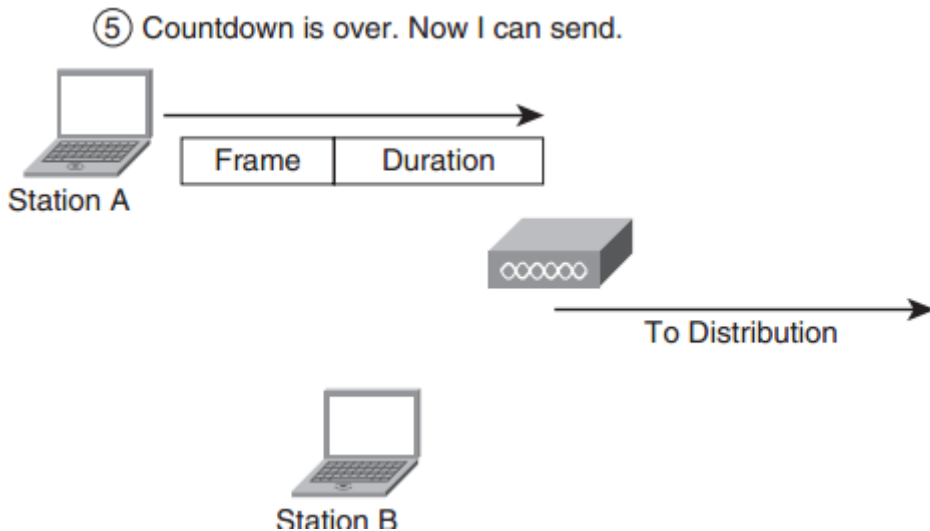 ⑤ Countdown is over. Now I can send.
Frame Duration
Station A
To Distribution
Station B